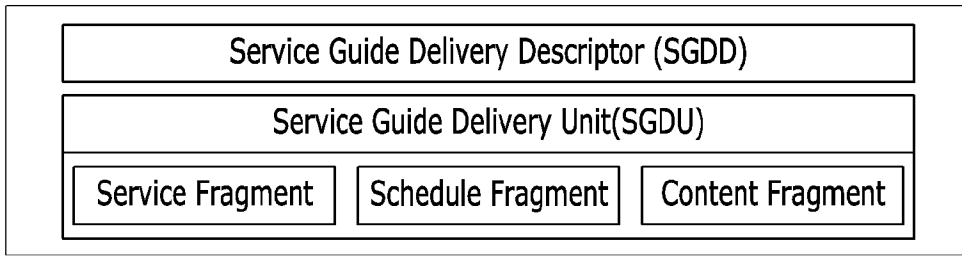 Service Guide Delivery Descriptor (SGDD)
Service Guide Delivery Unit(SGDU)
Service Fragment
Schedule Fragment
Content Fragment